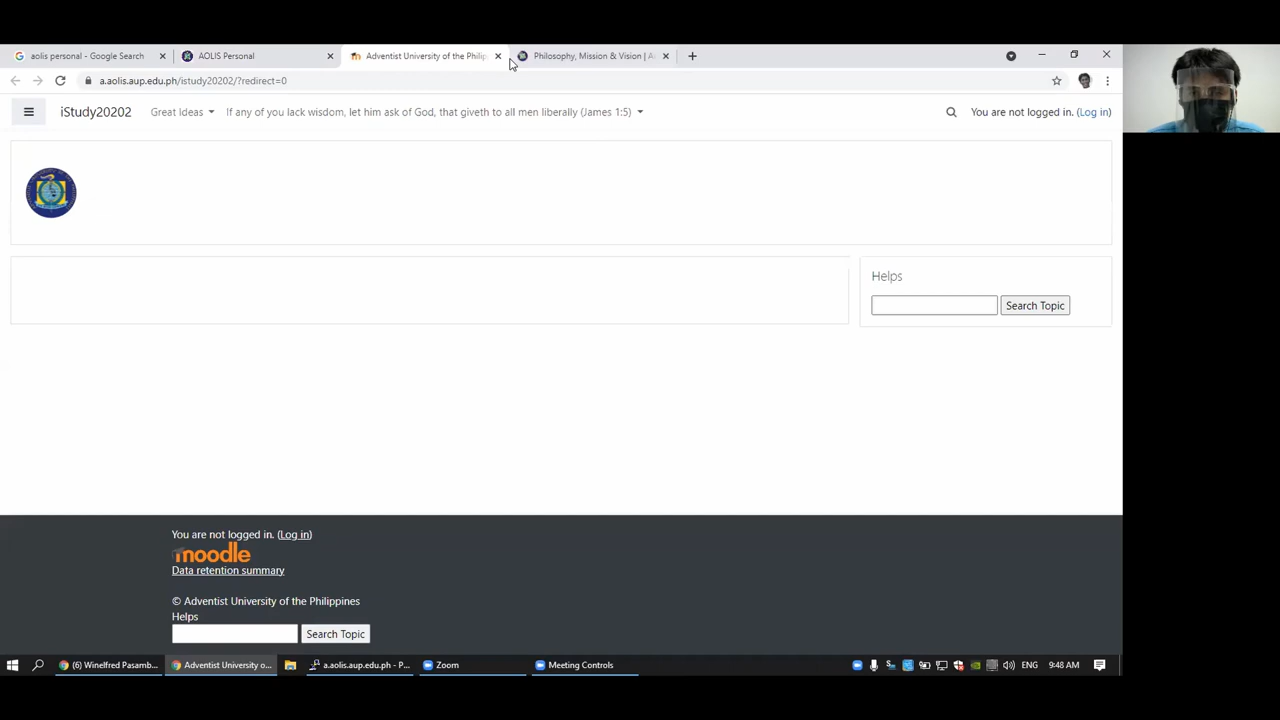 aolis personal - Google Search
AOLIS Personal
Adventist University of the Philip
Philosophy, Mission & Vision | A
a.aolis.aup.edu.ph/istudy20202/?redirect=0
iStudy20202
Great Ideas
If any of you lack wisdom, let him ask of God, that giveth to all men liberally (James 1:5)
You are not logged in. (Log in)
Helps
Search Topic
You are not logged in. (Log in)
moodle
Data retention summary
© Adventist University of the Philippines
Helps
Search Topic
(6) Winelfred Pasamb...
Adventist University o...
a.aolis.aup.edu.ph - P...
Zoom
Meeting Controls
ENG
9:48 AM